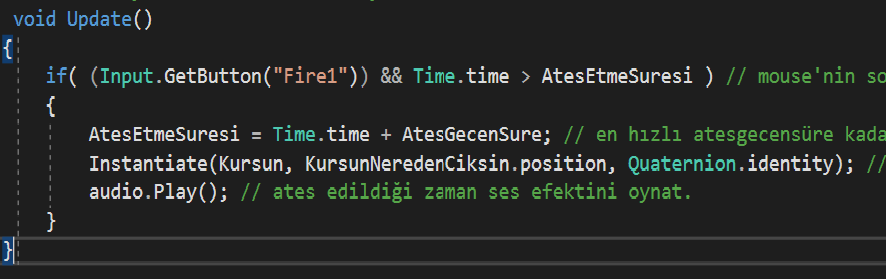 void Update()
{
if( (Input.GetButton("Fire1")) && Time.time > AtesEtmeSuresi ) // mouse'nin so
{
AtesEtmeSuresi = Time.time + AtesGecenSure; // en hızlı atesgecensüre kada
Instantiate(Kursun, KursunNeredenCiksin.position, Quaternion.identity); //
audio.Play(); // ates edildiği zaman ses efektini oynat.
}
}